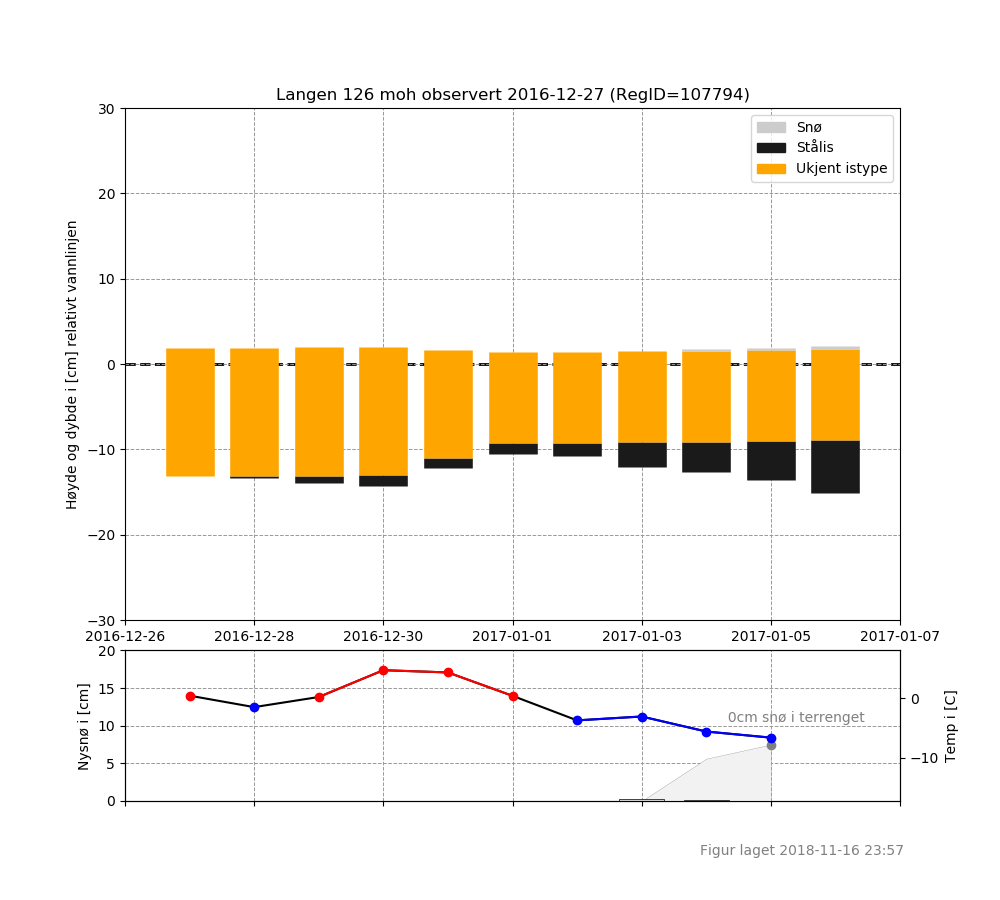 Langen 126 moh observert 2016-12-27 (RegID=107794)
Snø
Stålis
Ukjent istype
Høyde og dybde i [cm] relativt vannlinjen
30
20
10
0
−10
−20
−30
2016-12-26 2016-12-28 2016-12-30 2017-01-01 2017-01-03 2017-01-05 2017-01-07
Nysnø i [cm]
20
15
10
5
0
0cm snø i terrenget
0
−10
Temp i [C]
Figur laget 2018-11-16 23:57